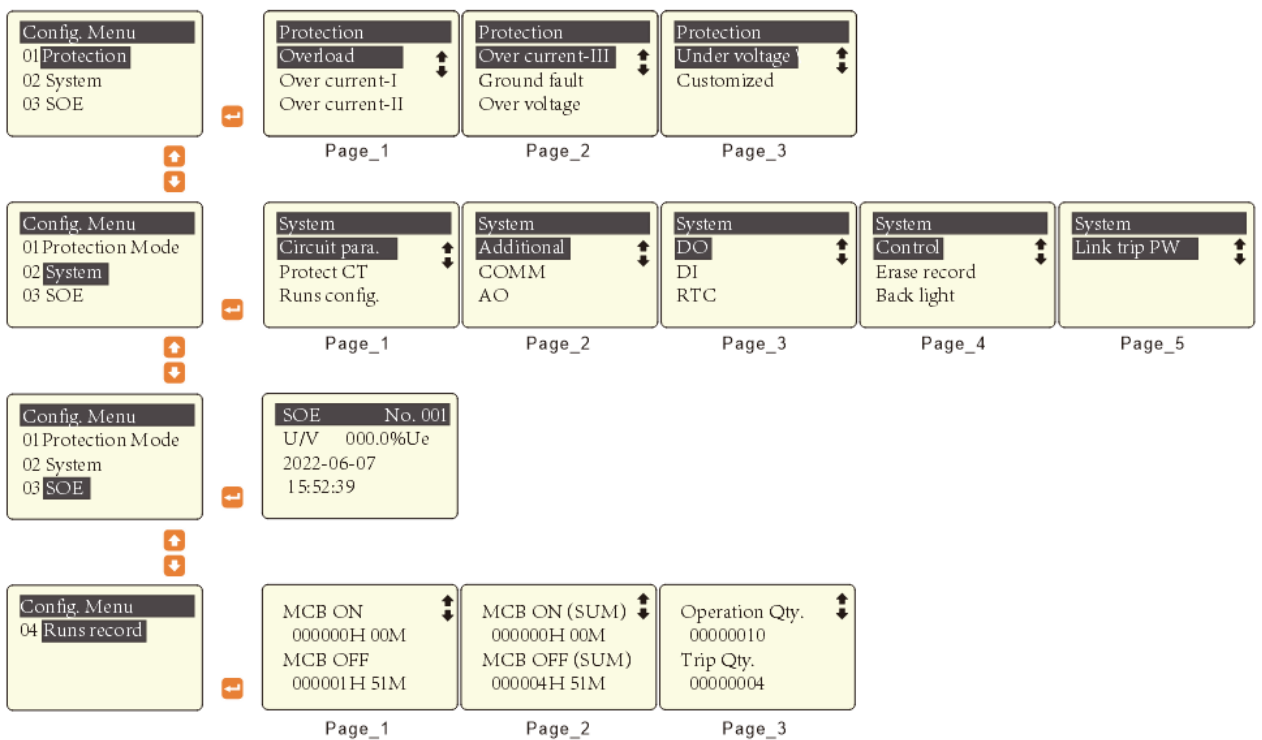 Config. Menu
01 Protection
02 System
03 SOE
Protection
Overload
Over current-I
Over current-II
Page_1
Protection
Over current-III
Ground fault
Over voltage
Page_2
Protection
Under voltage
Customized
Page_3
Config. Menu
01 Protection Mode
02 System
03 SOE
System
Circuit para.
Protect CT
Runs config.
Page_1
System
Additional
COMM
AO
Page_2
System
DO
DI
RTC
Page_3
System
Control
Erase record
Back light
Page_4
System
Link trip PW
Page_5
Config. Menu
01 Protection Mode
02 System
03 SOE
SOE No. 001
U/V 000.0%Ue
2022-06-07
15:52:39
Config. Menu
04 Runs record
MCB ON
000000H 00M
MCB OFF
000001H 51M
Page_1
MCB ON (SUM)
000000H 00M
MCB OFF (SUM)
000004H 51M
Page_2
Operation Qty.
00000010
Trip Qty.
00000004
Page_3